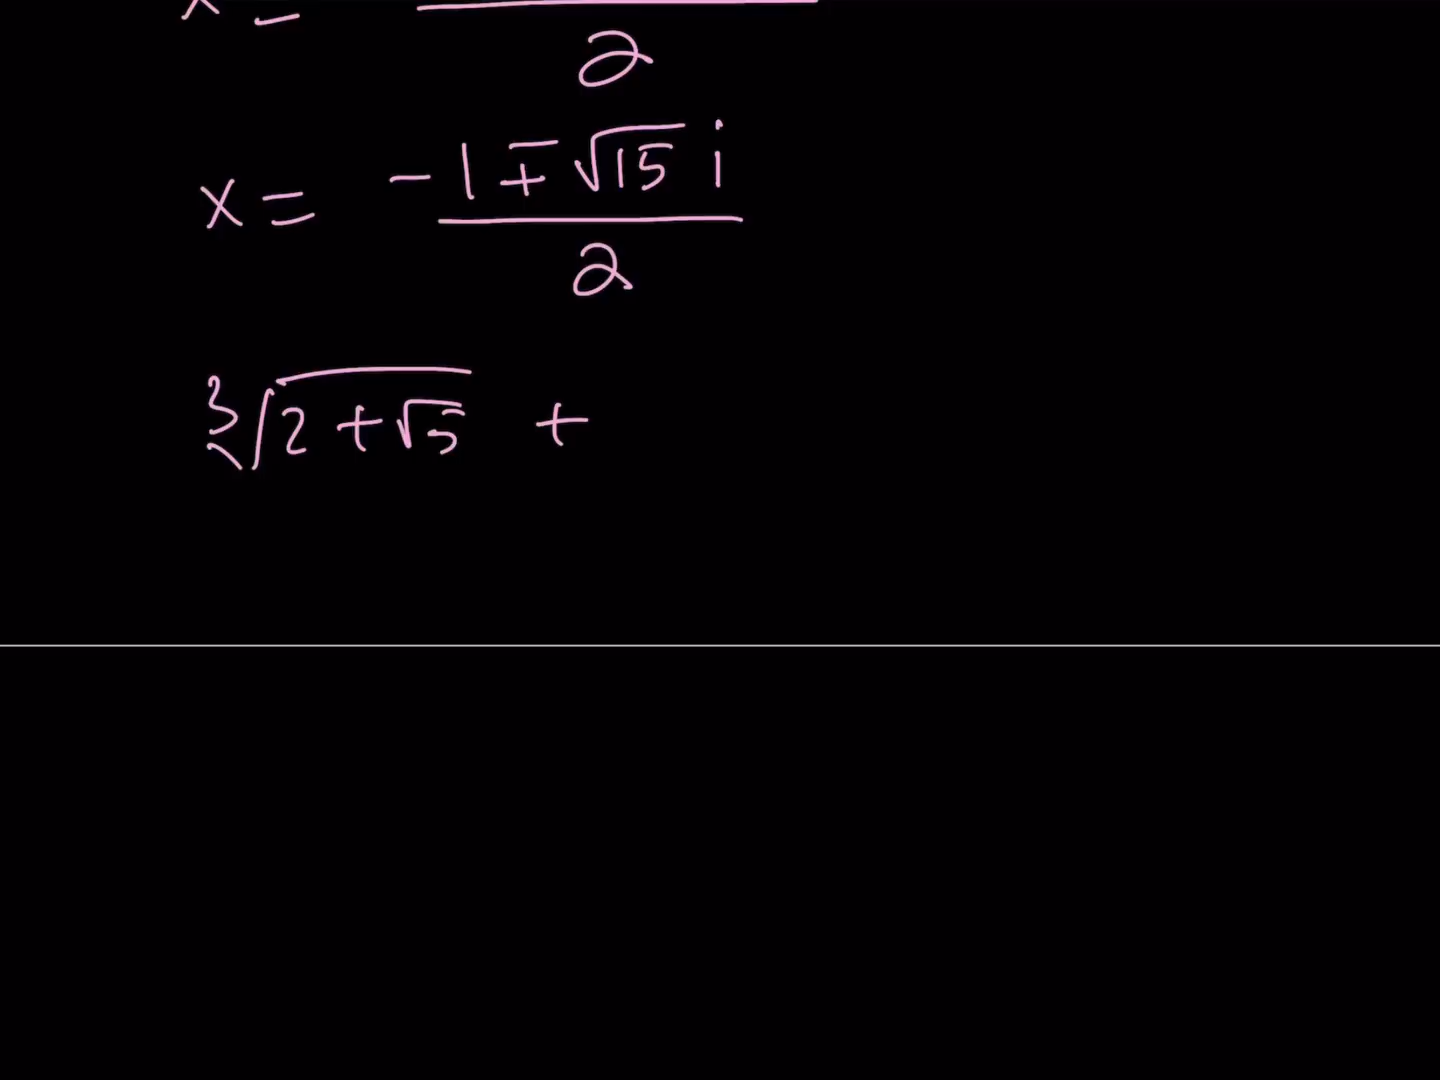 x =
2
x = -1 ∓ √15 i
2
∛2 + √5 +